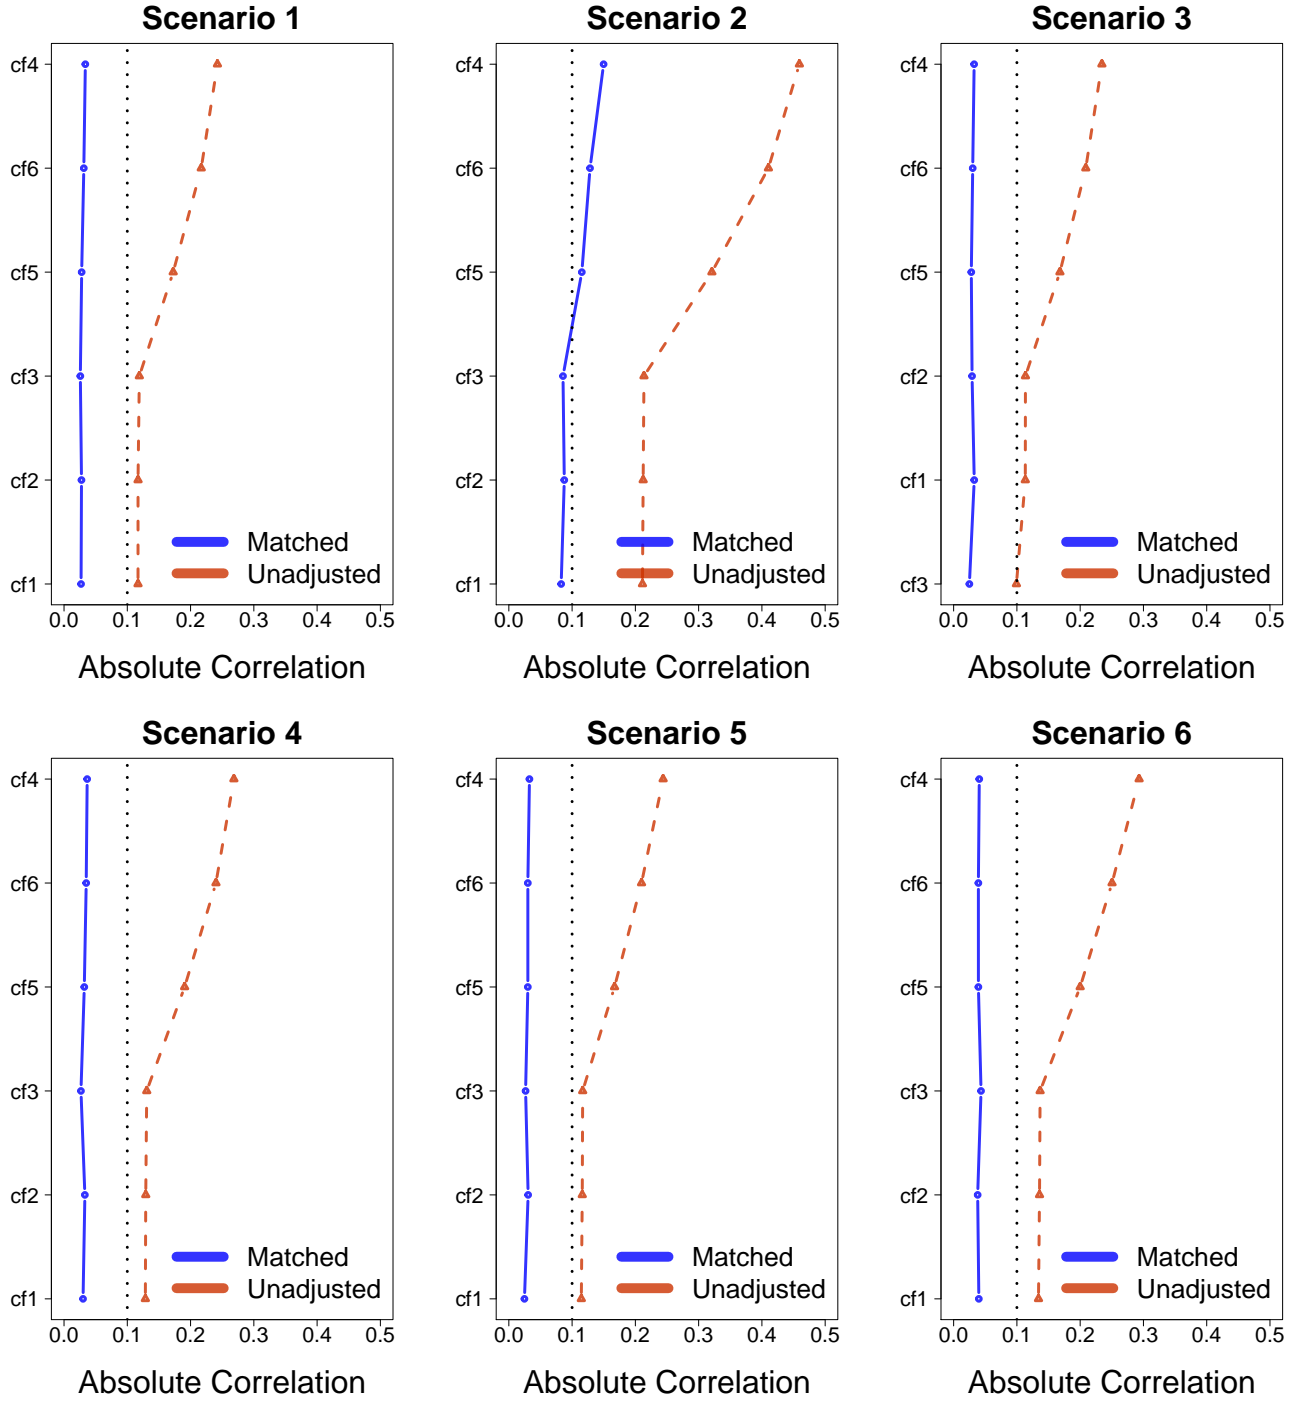 Scenario 1
cf4
cf6
cf5
cf3
cf2
cf1
Matched
Unadjusted
0.0 0.1 0.2 0.3 0.4 0.5
Absolute Correlation
Scenario 2
cf4
cf6
cf5
cf3
cf2
cf1
Matched
Unadjusted
0.0 0.1 0.2 0.3 0.4 0.5
Absolute Correlation
Scenario 3
cf4
cf6
cf5
cf2
cf1
cf3
Matched
Unadjusted
0.0 0.1 0.2 0.3 0.4 0.5
Absolute Correlation
Scenario 4
cf4
cf6
cf5
cf3
cf2
cf1
Matched
Unadjusted
0.0 0.1 0.2 0.3 0.4 0.5
Absolute Correlation
Scenario 5
cf4
cf6
cf5
cf3
cf2
cf1
Matched
Unadjusted
0.0 0.1 0.2 0.3 0.4 0.5
Absolute Correlation
Scenario 6
cf4
cf6
cf5
cf3
cf2
cf1
Matched
Unadjusted
0.0 0.1 0.2 0.3 0.4 0.5
Absolute Correlation